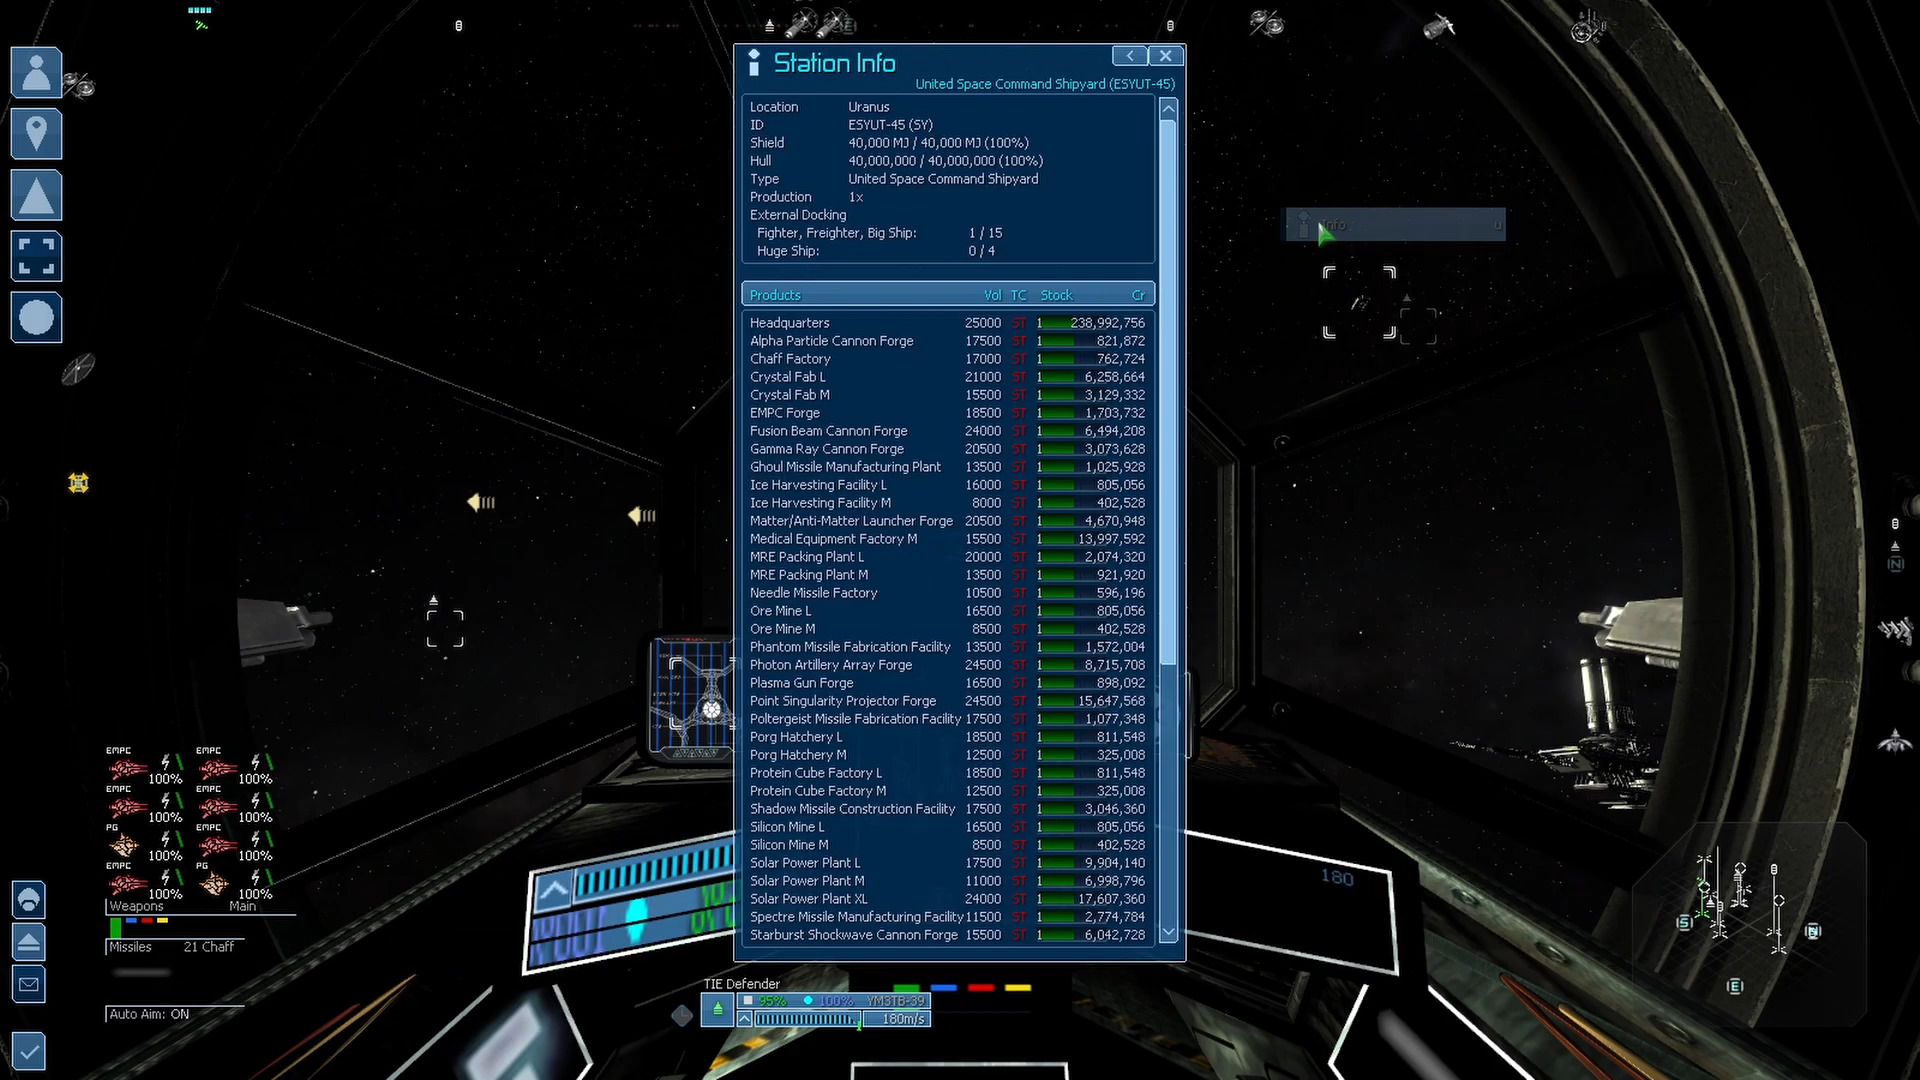 Station Info
United Space Command Shipyard (ESYUT-45)
Location Uranus
ID ESYUT-45 (SY)
Shield 40,000 MJ / 40,000 MJ (100%)
Hull 40,000,000 / 40,000,000 (100%)
Type United Space Command Shipyard
Production 1x
External Docking
Fighter, Freighter, Big Ship: 1 / 15
Huge Ship: 0 / 4
Info u
Products Vol TC Stock Cr
Headquarters 25000 ST 1 238,992,756
Alpha Particle Cannon Forge 17500 ST 1 821,872
Chaff Factory 17000 ST 1 762,724
Crystal Fab L 21000 ST 1 6,258,664
Crystal Fab M 15500 ST 1 3,129,332
EMPC Forge 18500 ST 1 1,703,732
Fusion Beam Cannon Forge 24000 ST 1 6,494,208
Gamma Ray Cannon Forge 20500 ST 1 3,073,628
Ghoul Missile Manufacturing Plant 13500 ST 1 1,025,928
Ice Harvesting Facility L 16000 ST 1 805,056
Ice Harvesting Facility M 8000 ST 1 402,528
Matter/Anti-Matter Launcher Forge 20500 ST 1 4,670,948
Medical Equipment Factory M 15500 ST 1 13,997,592
MRE Packing Plant L 20000 ST 1 2,074,320
MRE Packing Plant M 13500 ST 1 921,920
Needle Missile Factory 10500 ST 1 596,196
Ore Mine L 16500 ST 1 805,056
Ore Mine M 8500 ST 1 402,528
Phantom Missile Fabrication Facility 13500 ST 1 1,572,004
Photon Artillery Array Forge 24500 ST 1 8,715,708
Plasma Gun Forge 16500 ST 1 898,092
Point Singularity Projector Forge 24500 ST 1 15,647,568
Poltergeist Missile Fabrication Facility 17500 ST 1 1,077,348
Porg Hatchery L 18500 ST 1 811,548
Porg Hatchery M 12500 ST 1 325,008
Protein Cube Factory L 18500 ST 1 811,548
Protein Cube Factory M 12500 ST 1 325,008
Shadow Missile Construction Facility 17500 ST 1 3,046,360
Silicon Mine L 16500 ST 1 805,056
Silicon Mine M 8500 ST 1 402,528
Solar Power Plant L 17500 ST 1 9,904,140
Solar Power Plant M 11000 ST 1 6,998,796
Solar Power Plant XL 24000 ST 1 17,607,360
Spectre Missile Manufacturing Facility 11500 ST 1 2,774,784
Starburst Shockwave Cannon Forge 15500 ST 1 6,042,728
EMPC EMPC
100% 100%
EMPC EMPC
100% 100%
PG EMPC
100% 100%
EMPC PG
100% 100%
Weapons Main
Missiles 21 Chaff
Auto Aim: ON
180
TIE Defender
95% 100% YM3TB-39
180m/s
N
S
E